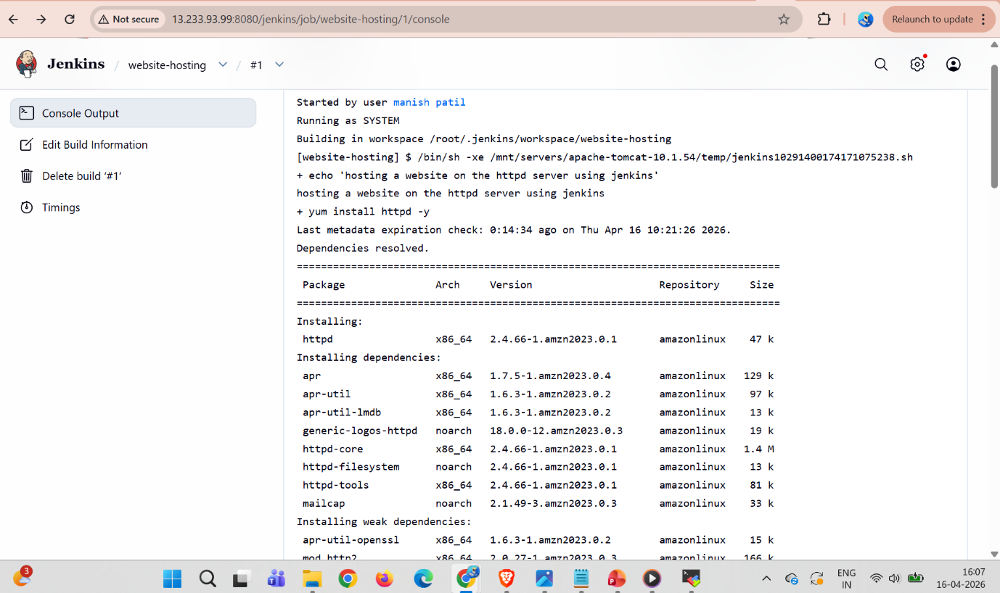 Not secure 13.233.93.99:8080/jenkins/job/website-hosting/1/console Relaunch to update
Jenkins / website-hosting / #1
Console Output
Edit Build Information
Delete build ‘#1’
Timings
Started by user manish patil
Running as SYSTEM
Building in workspace /root/.jenkins/workspace/website-hosting
[website-hosting] $ /bin/sh -xe /mnt/servers/apache-tomcat-10.1.54/temp/jenkins10291400174171075238.sh
+ echo 'hosting a website on the httpd server using jenkins'
hosting a website on the httpd server using jenkins
+ yum install httpd -y
Last metadata expiration check: 0:14:34 ago on Thu Apr 16 10:21:26 2026.
Dependencies resolved.
================================================================================
Package Arch Version Repository Size
================================================================================
Installing:
httpd x86_64 2.4.66-1.amzn2023.0.1 amazonlinux 47 k
Installing dependencies:
apr x86_64 1.7.5-1.amzn2023.0.4 amazonlinux 129 k
apr-util x86_64 1.6.3-1.amzn2023.0.2 amazonlinux 97 k
apr-util-lmdb x86_64 1.6.3-1.amzn2023.0.2 amazonlinux 13 k
generic-logos-httpd noarch 18.0.0-12.amzn2023.0.3 amazonlinux 19 k
httpd-core x86_64 2.4.66-1.amzn2023.0.1 amazonlinux 1.4 M
httpd-filesystem noarch 2.4.66-1.amzn2023.0.1 amazonlinux 13 k
httpd-tools x86_64 2.4.66-1.amzn2023.0.1 amazonlinux 81 k
mailcap noarch 2.1.49-3.amzn2023.0.3 amazonlinux 33 k
Installing weak dependencies:
apr-util-openssl x86_64 1.6.3-1.amzn2023.0.2 amazonlinux 15 k
mod_http2 x86_64 2.0.27-1.amzn2023.0.3 amazonlinux 166 k
3
ENG
IN
16:07
16-04-2026